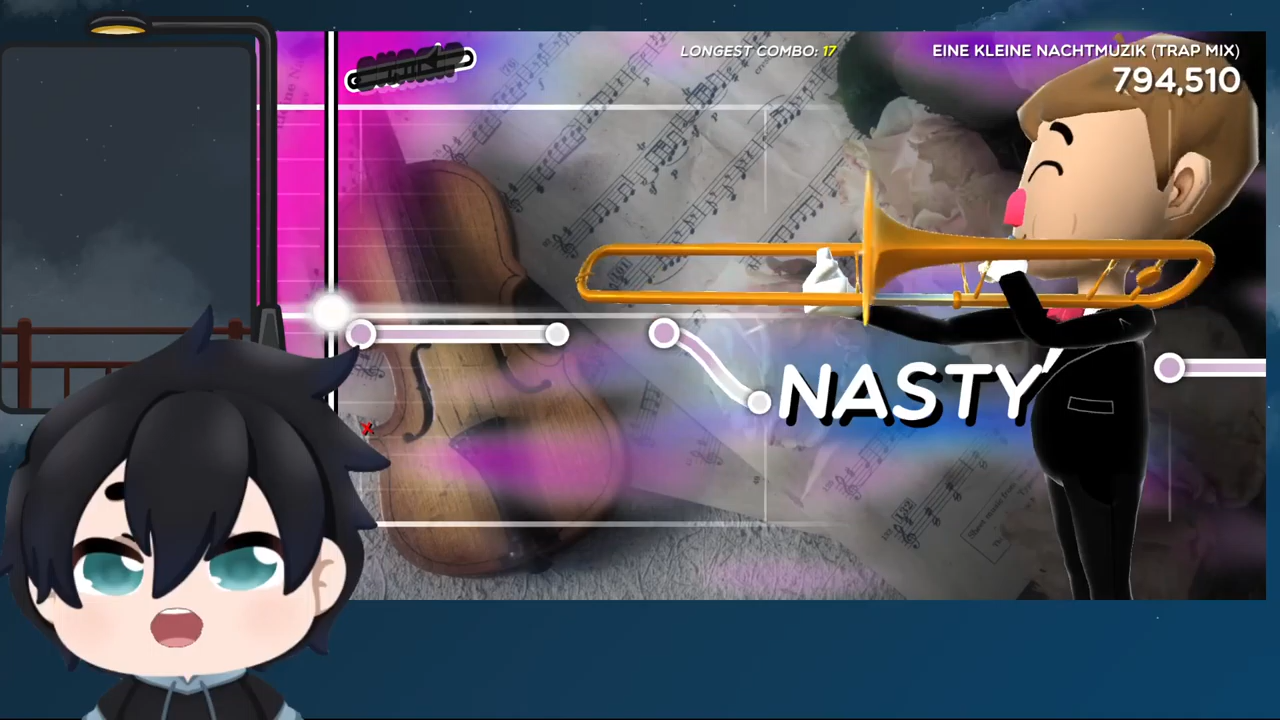 LONGEST COMBO: 17
EINE KLEINE NACHTMUZIK (TRAP MIX)
794,510
NASTY
x